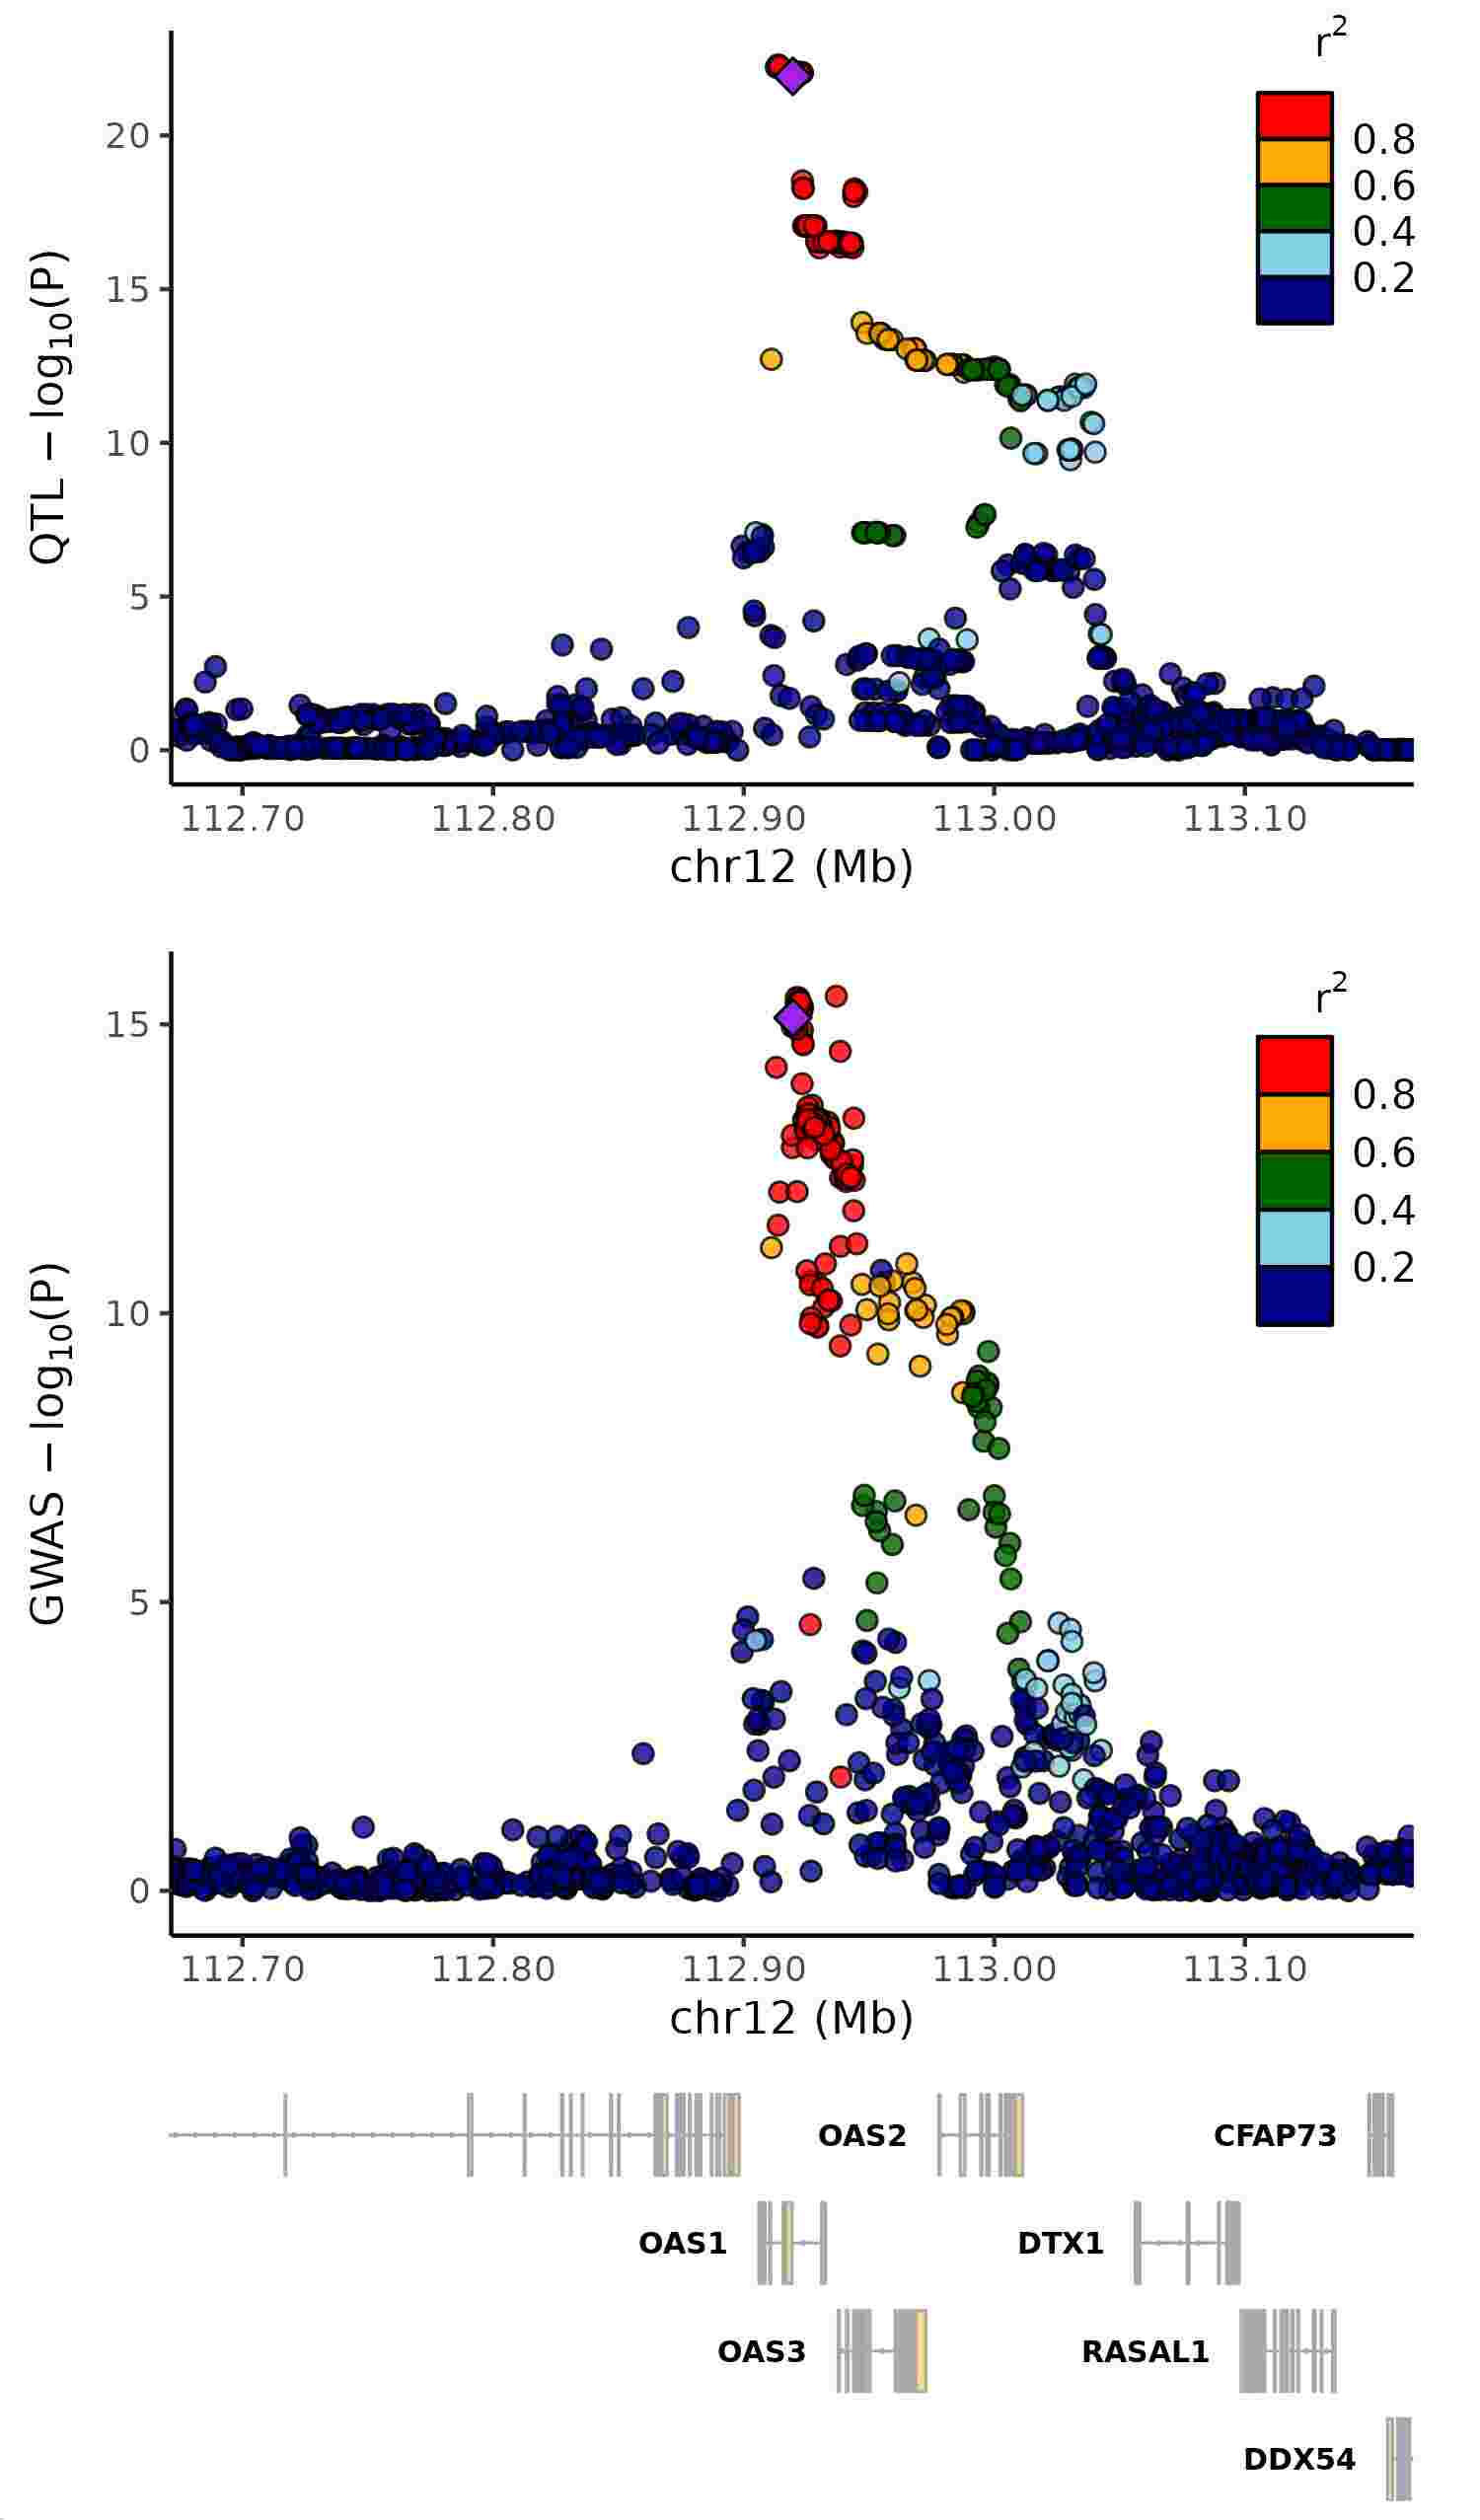 r²
20
15
10
5
0
0.8
0.6
0.4
0.2
QTL − log₁₀(P)
112.70 112.80 112.90 113.00 113.10
chr12 (Mb)
r²
15
10
5
0
0.8
0.6
0.4
0.2
GWAS − log₁₀(P)
112.70 112.80 112.90 113.00 113.10
chr12 (Mb)
OAS2 CFAP73
OAS1 DTX1
OAS3 RASAL1
DDX54